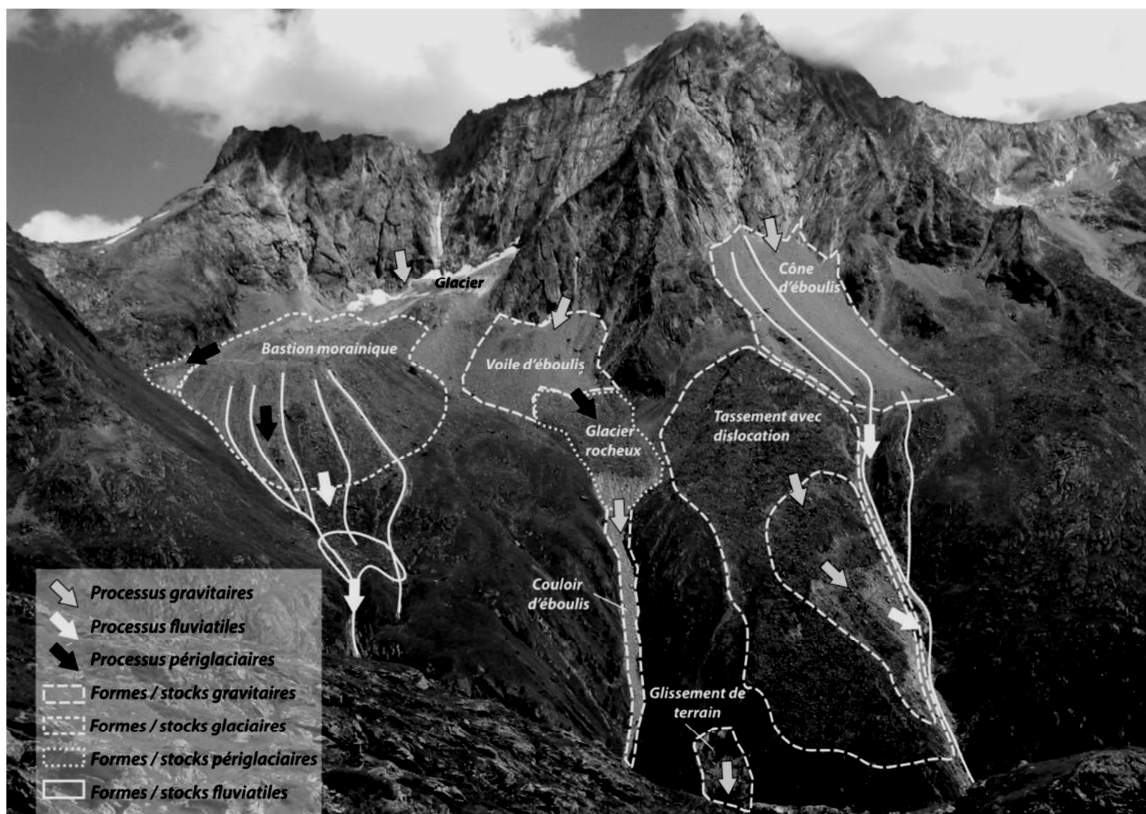 Cône
d'éboulis
Glacier
Bastion morainique
Voile d'éboulis
Glacier
rocheux
Tassement avec
dislocation
Couloir
d'éboulis
Glissement de
terrain
Processus gravitaires
Processus fluviatiles
Processus périglaciaires
Formes / stocks gravitaires
Formes / stocks glaciaires
Formes / stocks périglaciaires
Formes / stocks fluviatiles